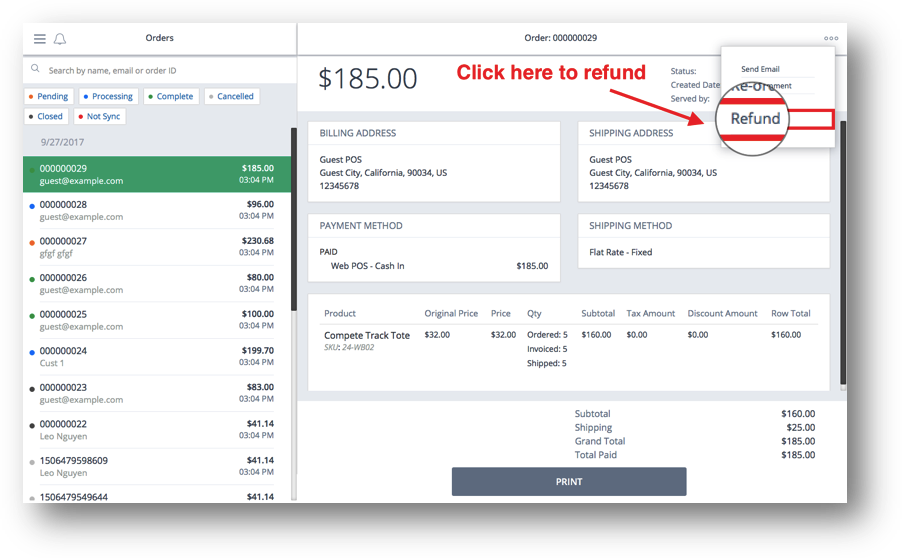 Orders
Search by name, email or order ID
Pending
Processing
Complete
Cancelled
Closed
Not Sync
9/27/2017
000000029 $185.00
guest@example.com 03:04 PM
000000028 $96.00
guest@example.com 03:04 PM
000000027 $230.68
gfgf gfgf 03:04 PM
000000026 $80.00
guest@example.com 03:04 PM
000000025 $100.00
guest@example.com 03:04 PM
000000024 $199.70
Cust 1 03:04 PM
000000023 $83.00
guest@example.com 03:04 PM
000000022 $41.14
Leo Nguyen 03:04 PM
1506479598609 $41.14
Leo Nguyen 03:04 PM
1506479549644 $41.14
Order: 000000029
$185.00
Click here to refund
Status:
Created Date
Served by:
Send Email
Refund
BILLING ADDRESS
Guest POS
Guest City, California, 90034, US
12345678
SHIPPING ADDRESS
Guest POS
Guest City, California, 90034, US
12345678
PAYMENT METHOD
PAID
Web POS - Cash In $185.00
SHIPPING METHOD
Flat Rate - Fixed
Product Original Price Price Qty Subtotal Tax Amount Discount Amount Row Total
Compete Track Tote $32.00 $32.00 Ordered: 5 $160.00 $0.00 $0.00 $160.00
SKU: 24-WB02 Invoiced: 5
Shipped: 5
Subtotal $160.00
Shipping $25.00
Grand Total $185.00
Total Paid $185.00
PRINT